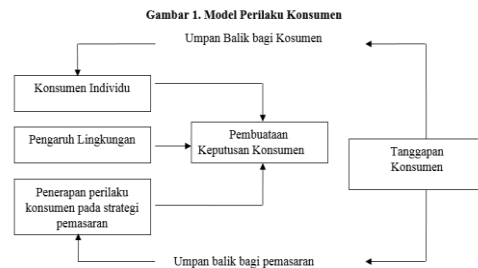 Gambar 1. Model Perilaku Konsumen
Umpan Balik bagi Kosumen
Konsumen Individu
Pengaruh Lingkungan
Pembuataan
Keputusan Konsumen
Tanggapan
Konsumen
Penerapan perilaku
konsumen pada strategi
pemasaran
Umpan balik bagi pemasaran